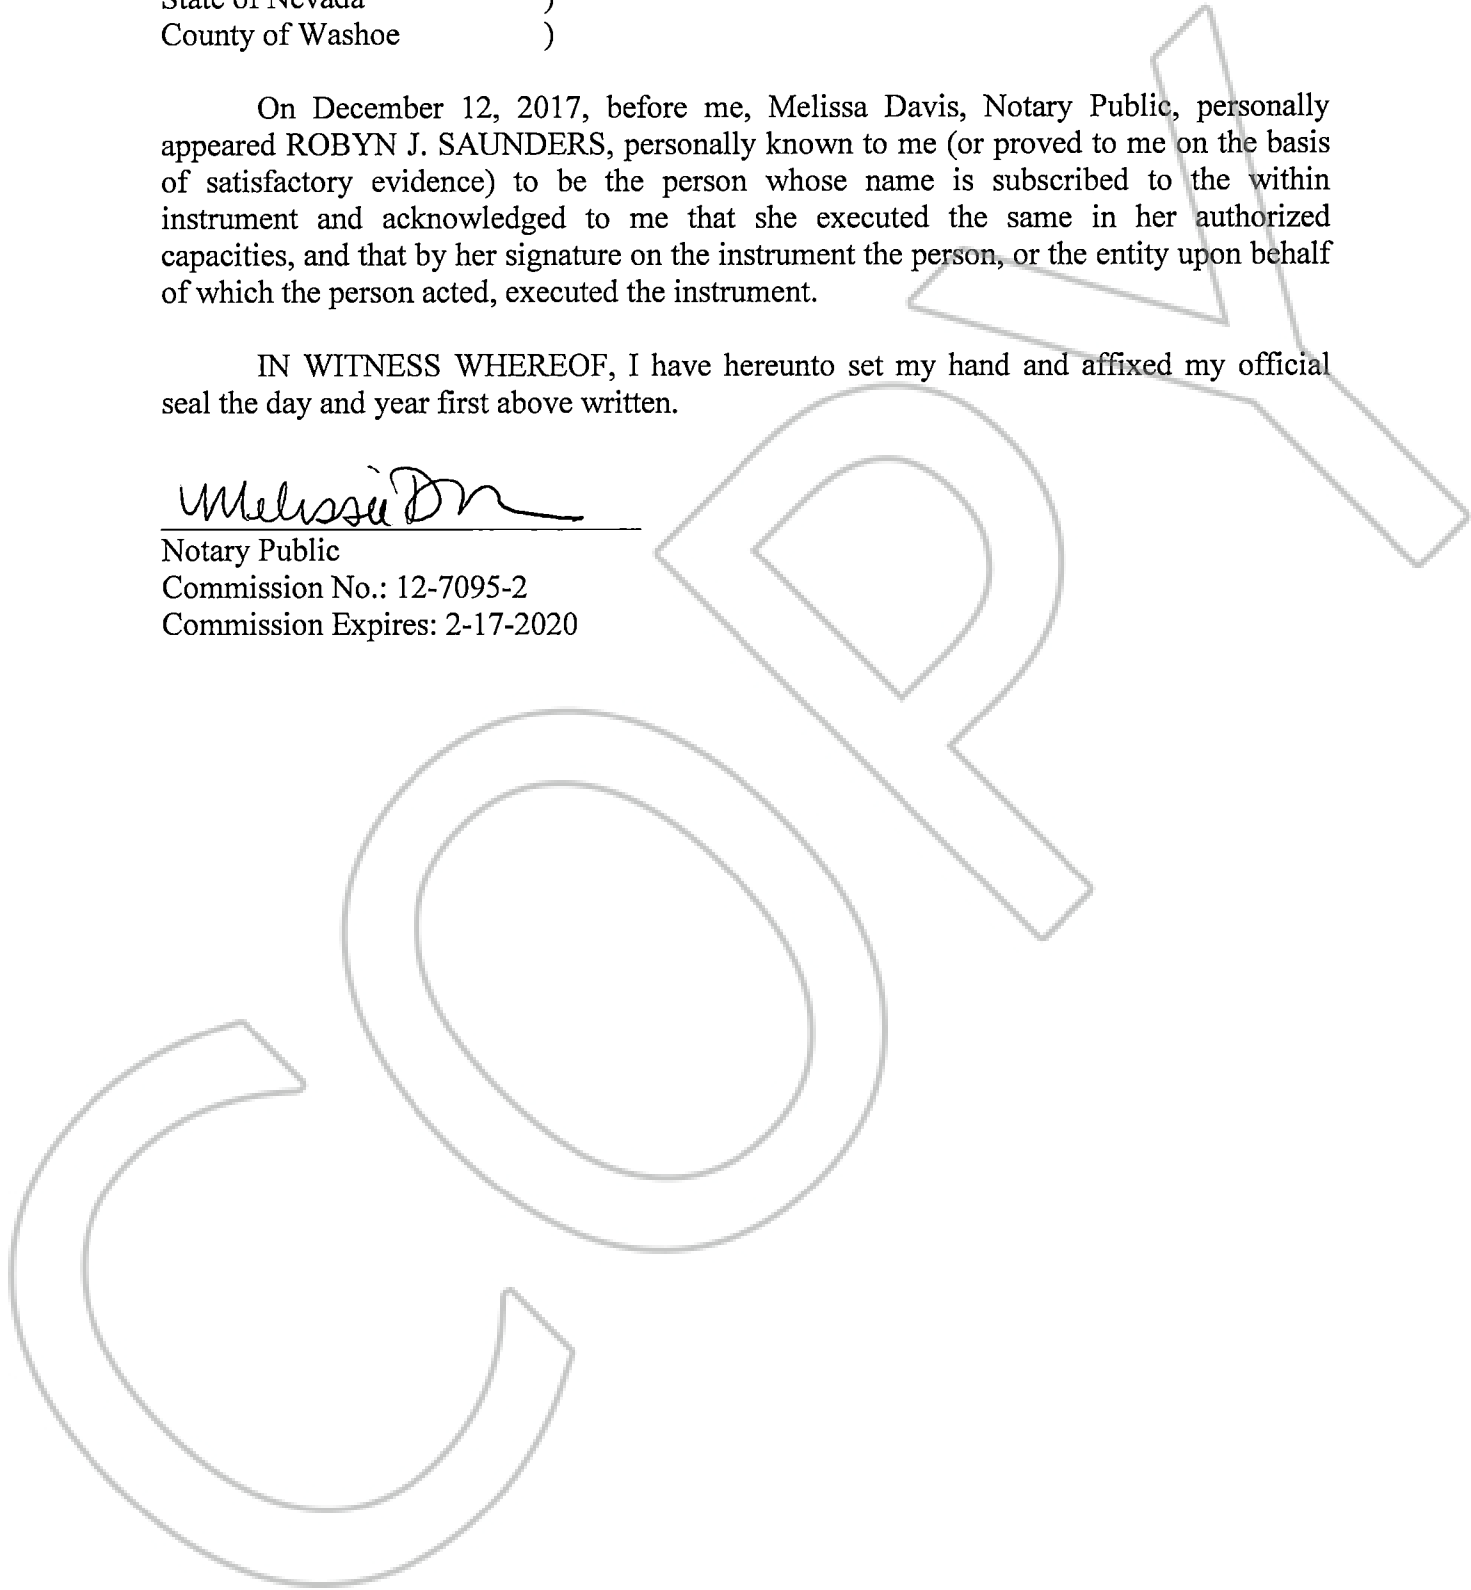 State of Nevada )
County of Washoe )
On December 12, 2017, before me, Melissa Davis, Notary Public, personally
appeared ROBYN J. SAUNDERS, personally known to me (or proved to me on the basis
of satisfactory evidence) to be the person whose name is subscribed to the within
instrument and acknowledged to me that she executed the same in her authorized
capacities, and that by her signature on the instrument the person, or the entity upon behalf
of which the person acted, executed the instrument.
IN WITNESS WHEREOF, I have hereunto set my hand and affixed my official
seal the day and year first above written.
Melissa
Notary Public
Commission No.: 12-7095-2
Commission Expires: 2-17-2020
COPY